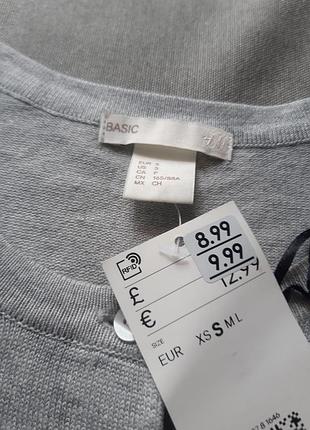 BASIC
H&M
EUR S
US S
CA P
CN 165/88A
MX CH
RFID
8.99
9.99
£
€ 12.99
SIZE
EUR XS S M L